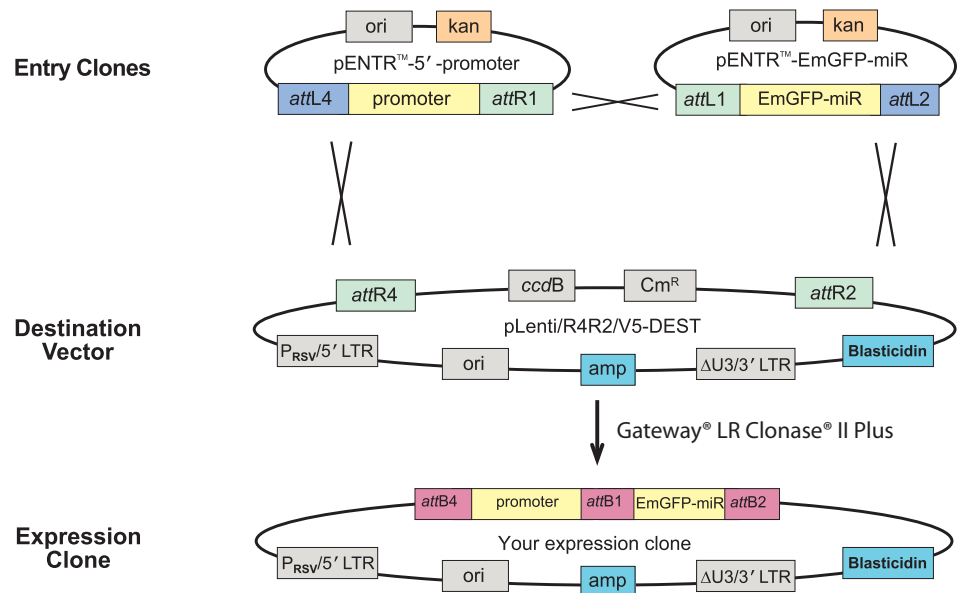 ori kan
ori kan
Entry Clones
pENTR™-5′ -promoter
pENTR™-EmGFP-miR
attL4 promoter attR1
attL1 EmGFP-miR attL2
attR4 ccdB CmR attR2
Destination
Vector
pLenti/R4R2/V5-DEST
PRSV/5′ LTR ori amp ΔU3/3′ LTR Blasticidin
Gateway® LR Clonase® II Plus
attB4 promoter attB1 EmGFP-miR attB2
Expression
Clone
Your expression clone
PRSV/5′ LTR ori amp ΔU3/3′ LTR Blasticidin